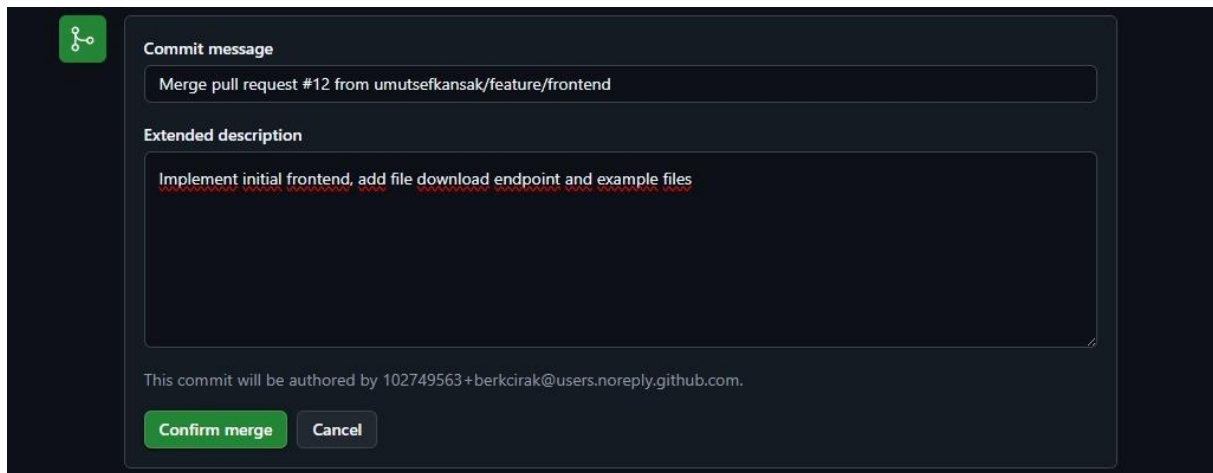 Commit message
Merge pull request #12 from umutsefkansak/feature/frontend
Extended description
Implement initial frontend, add file download endpoint and example files
This commit will be authored by 102749563+berkcirak@users.noreply.github.com.
Confirm merge
Cancel